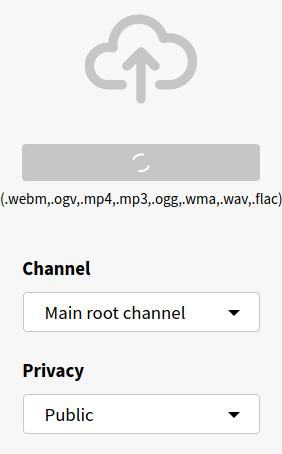 (.webm,.ogv,.mp4,.mp3,.ogg,.wma,.wav,.flac)
Channel
Main root channel
Privacy
Public